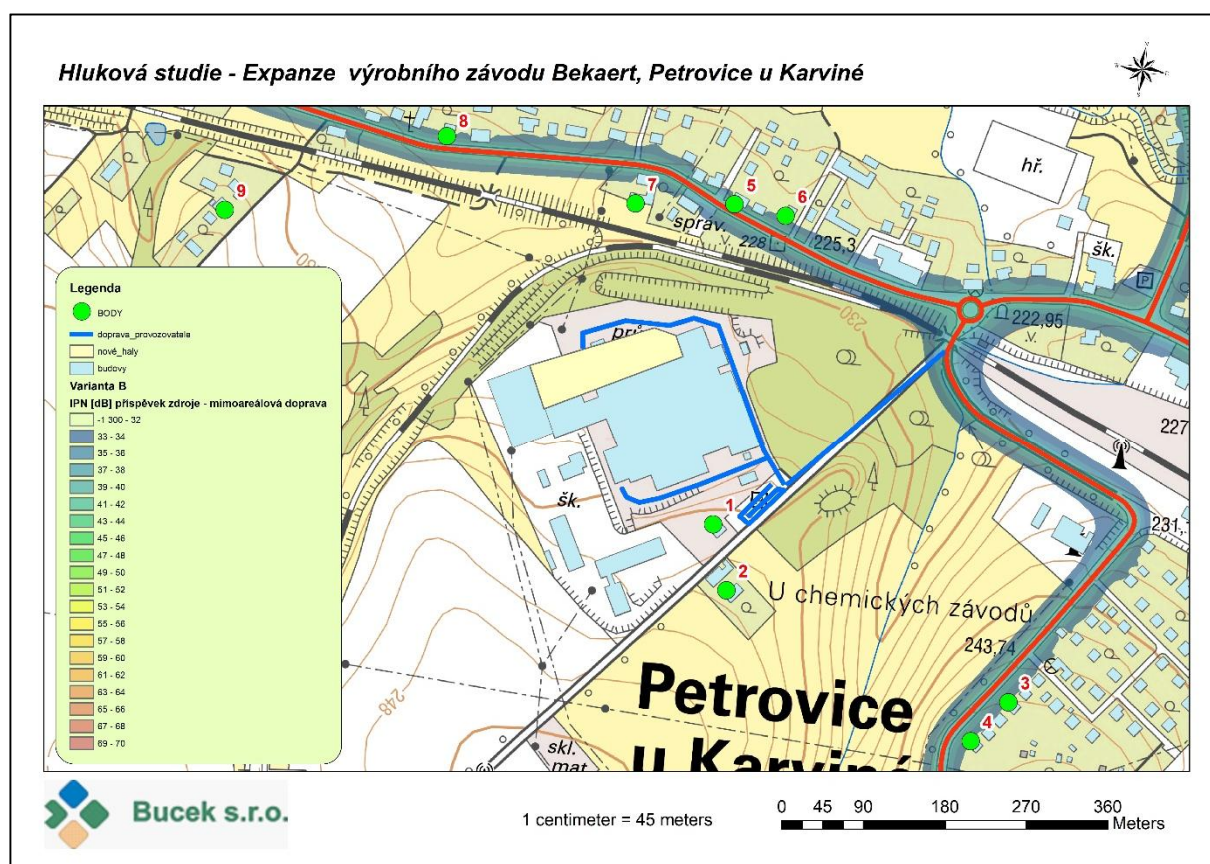 Hluková studie - Expanze výrobního závodu Bekaert, Petrovice u Karviné
8
9
7
5
6
hř.
správ.
228
225,3
šk.
P
230
222,95
230
227
Legenda
BODY
doprava_provozovatele
nové_haly
budovy
Varianta B
IPN [dB] příspěvek zdroje - mimoareálová doprava
-1 300 - 32
33 - 34
35 - 36
37 - 38
39 - 40
41 - 42
43 - 44
45 - 46
47 - 48
49 - 50
51 - 52
53 - 54
55 - 56
57 - 58
59 - 60
61 - 62
63 - 64
65 - 66
67 - 68
69 - 70
šk.
1
2
U chemických závodů
231,
243,74
3
4
248
Petrovice
u Karviné
skl.
mat.
Bucek s.r.o.
1 centimeter = 45 meters
0 45 90 180 270 360
Meters